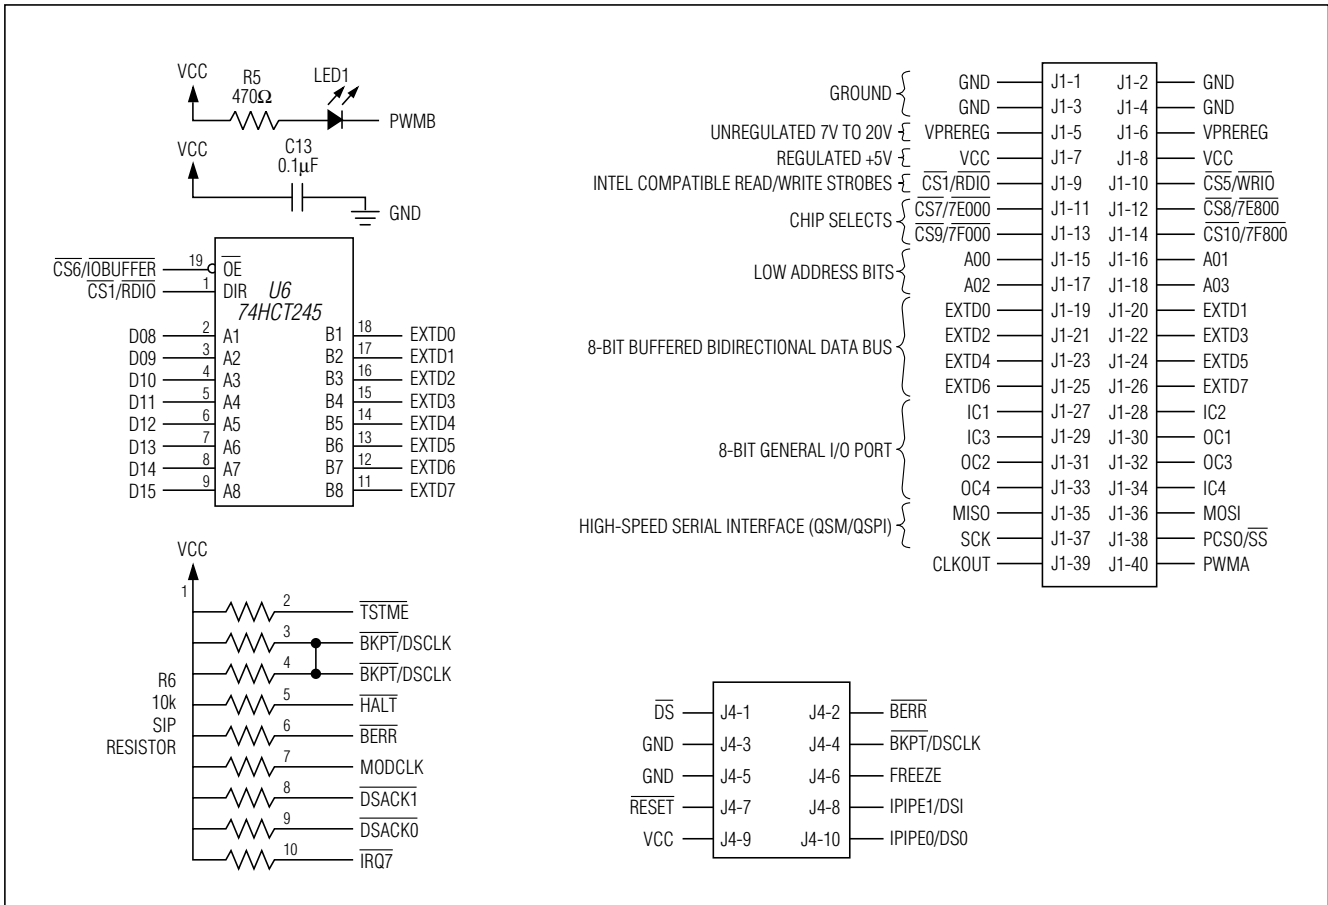 VCC
R5
470Ω
LED1
PWMB
VCC
C13
0.1µF
GND
CS6/IOBUFFER 19 OE
CS1/RDIO 1 DIR
U6
74HCT245
D08 2 A1 B1 18 EXTD0
D09 3 A2 B2 17 EXTD1
D10 4 A3 B3 16 EXTD2
D11 5 A4 B4 15 EXTD3
D12 6 A5 B5 14 EXTD4
D13 7 A6 B6 13 EXTD5
D14 8 A7 B7 12 EXTD6
D15 9 A8 B8 11 EXTD7
VCC
1
2 TSTME
3 BKPT/DSCLK
4 BKPT/DSCLK
5 HALT
6 BERR
7 MODCLK
8 DSACK1
9 DSACK0
10 IRQ7
R6
10k
SIP
RESISTOR
GROUND
UNREGULATED 7V TO 20V
REGULATED +5V
INTEL COMPATIBLE READ/WRITE STROBES
CHIP SELECTS
LOW ADDRESS BITS
8-BIT BUFFERED BIDIRECTIONAL DATA BUS
8-BIT GENERAL I/O PORT
HIGH-SPEED SERIAL INTERFACE (QSM/QSPI)
GND J1-1 J1-2 GND
GND J1-3 J1-4 GND
VPREREG J1-5 J1-6 VPREREG
VCC J1-7 J1-8 VCC
CS1/RDIO J1-9 J1-10 CS5/WRIO
CS7/7E000 J1-11 J1-12 CS8/7E800
CS9/7F000 J1-13 J1-14 CS10/7F800
A00 J1-15 J1-16 A01
A02 J1-17 J1-18 A03
EXTD0 J1-19 J1-20 EXTD1
EXTD2 J1-21 J1-22 EXTD3
EXTD4 J1-23 J1-24 EXTD5
EXTD6 J1-25 J1-26 EXTD7
IC1 J1-27 J1-28 IC2
IC3 J1-29 J1-30 OC1
OC2 J1-31 J1-32 OC3
OC4 J1-33 J1-34 IC4
MISO J1-35 J1-36 MOSI
SCK J1-37 J1-38 PCSO/SS
CLKOUT J1-39 J1-40 PWMA
DS J4-1 J4-2 BERR
GND J4-3 J4-4 BKPT/DSCLK
GND J4-5 J4-6 FREEZE
RESET J4-7 J4-8 IPIPE1/DSI
VCC J4-9 J4-10 IPIPE0/DS0